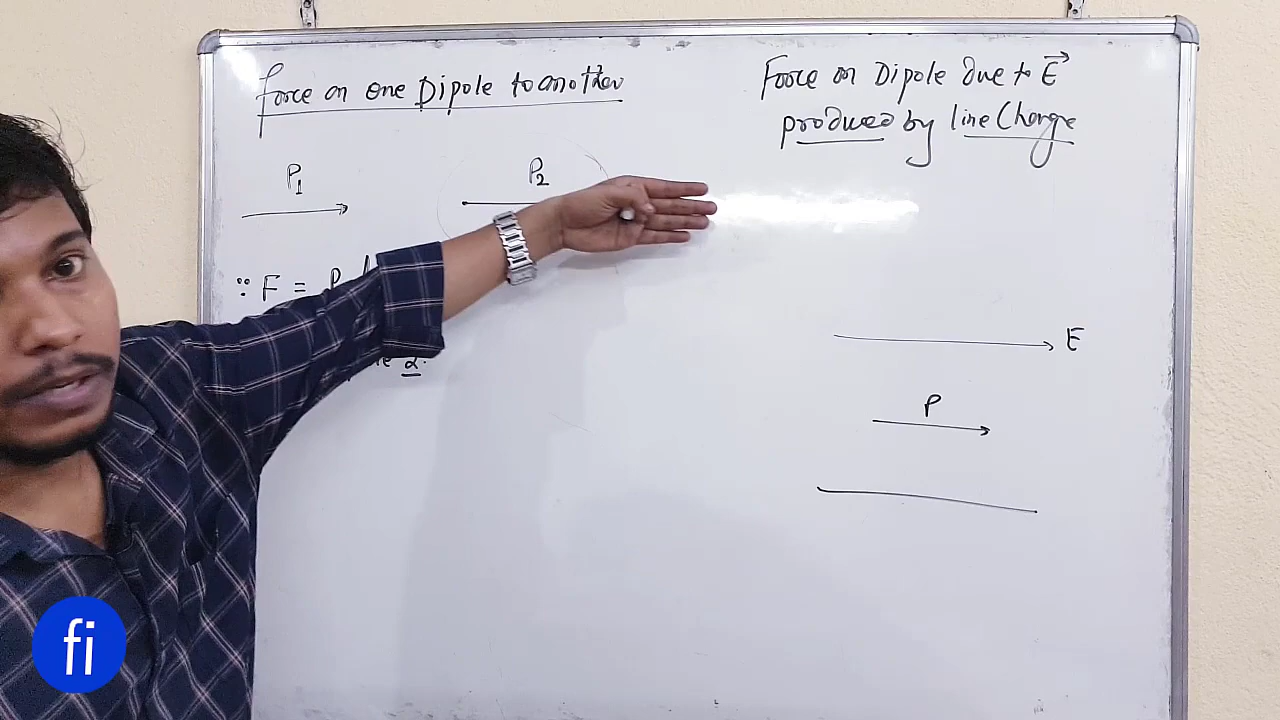 Force on one Dipole to another
P₁
P₂
∵ F = P
α.
Force on Dipole due to E⃗
produced by line Charge
E
P
fi